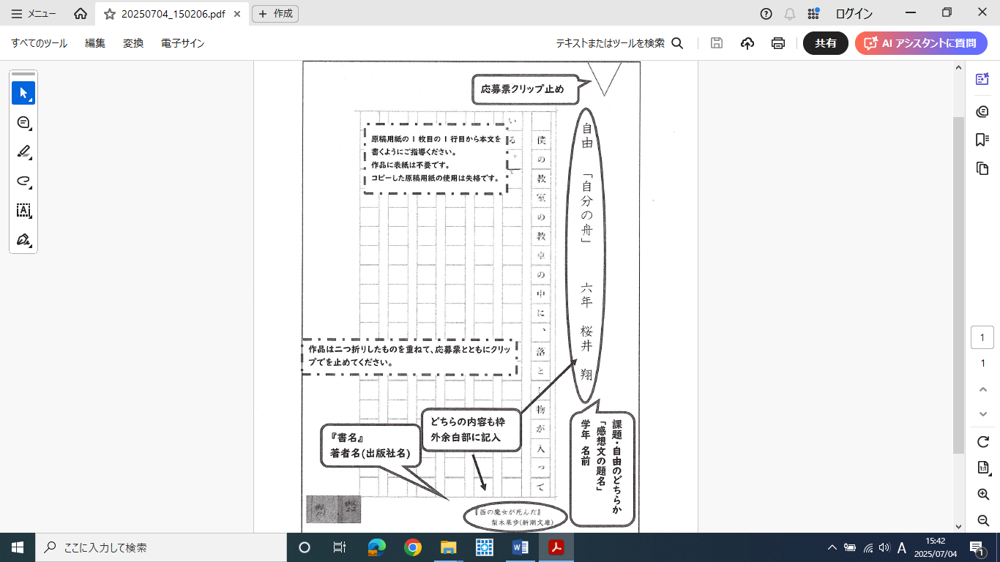 メニュー
20250704_150206.pdf
作成
ログイン
すべてのツール
編集
変換
電子サイン
テキストまたはツールを検索
共有
AI アシスタントに質問
応募票クリップ止め
自由 「自分の舟」 六年 桜井 翔
僕の教室の教卓の中に、落とし物が入って
いる。
原稿用紙の1枚目の1行目から本文を
書くようにご指導ください。
作品に表紙は不要です。
コピーした原稿用紙の使用は失格です。
作品は二つ折りしたものを重ねて、応募票とともにクリッ
プでを止めてください。
どちらの内容も枠
外余白部に記入
課題・自由のどちらか
「感想文の題名」
学年 名前
『書名』
著者名(出版社名)
『西の魔女が死んだ』
梨木果歩(新潮文庫)
1
1
ここに入力して検索
A
15:42
2025/07/04
1